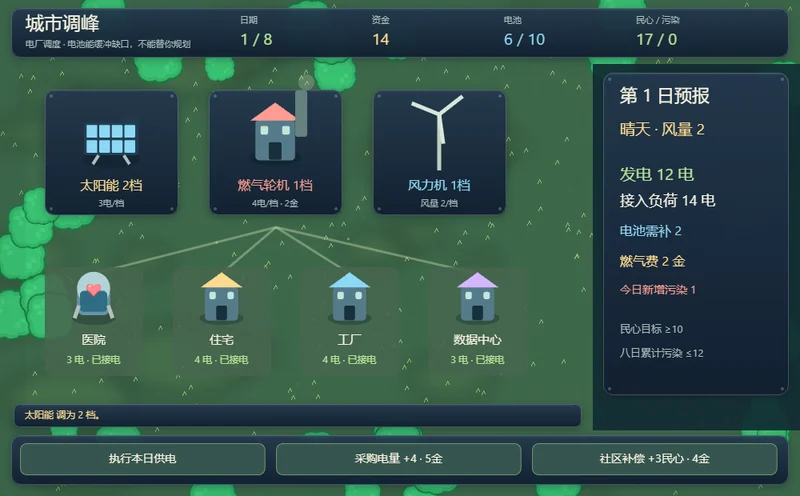 城市调峰
电厂调度 · 电池能缓冲缺口，不能替你规划
日期
1 / 8
资金
14
电池
6 / 10
民心 / 污染
17 / 0
太阳能 2档
3电/档
燃气轮机 1档
4电/档 · 2金
风力机 1档
风量 2/档
医院
3 电 · 已接电
住宅
4 电 · 已接电
工厂
4 电 · 已接电
数据中心
3 电 · 已接电
第 1 日预报
晴天 · 风量 2
发电 12 电
接入负荷 14 电
电池需补 2
燃气费 2 金
今日新增污染 1
民心目标 ≥10
八日累计污染 ≤12
太阳能 调为 2 档。
执行本日供电
采购电量 +4 · 5金
社区补偿 +3民心 · 4金